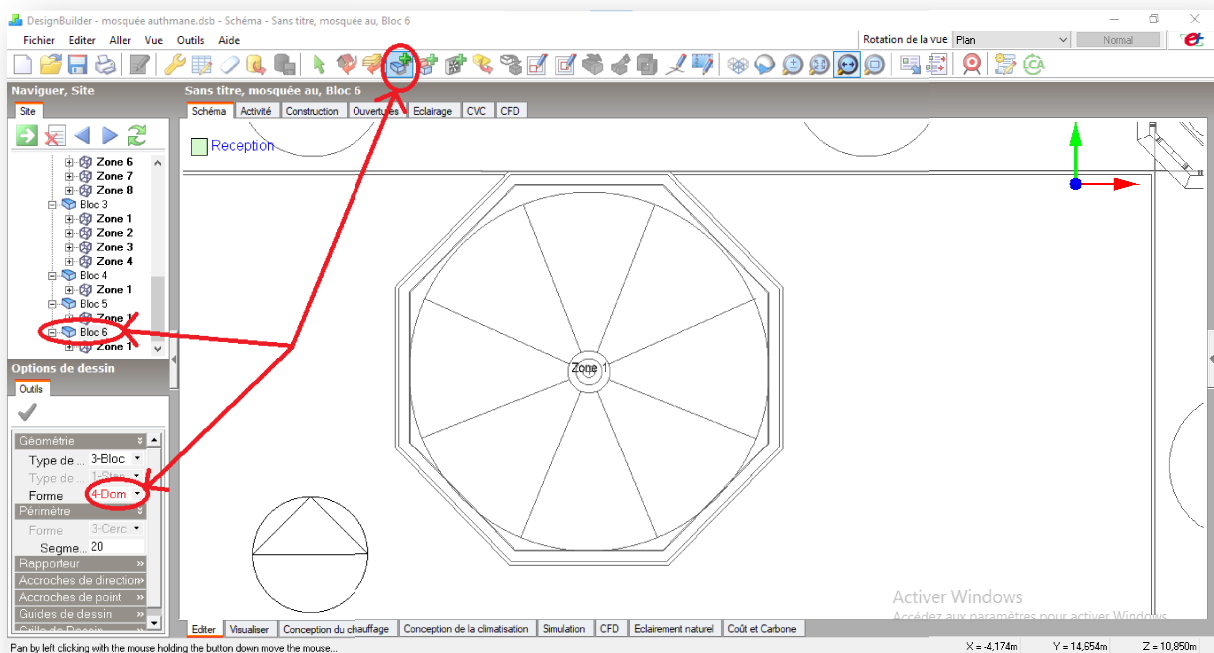 DesignBuilder - mosquée authmane.dsb - Schéma - Sans titre, mosquée au, Bloc 6
Fichier Editer Aller Vue Outils Aide
Rotation de la vue Plan Normal
Naviguer, Site
Sans titre, mosquée au, Bloc 6
Site
Schéma Activité Construction Ouvertures Eclairage CVC CFD
Reception
Zone 6
Zone 7
Zone 8
Bloc 3
Zone 1
Zone 2
Zone 3
Zone 4
Bloc 4
Zone 1
Bloc 5
Zone 1
Bloc 6
Zone 1
Zone 1
Options de dessin
Outils
Géométrie
Type de ... 3-Bloc
Type de ...
Forme 4-Dom
Périmètre
Forme 3-Cerc
Segme... 20
Rapporteur
Accroches de direction
Accroches de point
Guides de dessin
Grille de Dessin
Activer Windows
Accédez aux paramètres pour activer Windows
Editer Visualiser Conception du chauffage Conception de la climatisation Simulation CFD Eclairement naturel Coût et Carbone
Pan by left clicking with the mouse holding the button down move the mouse...
X = -4,174m Y = 14,654m Z = 10,850m